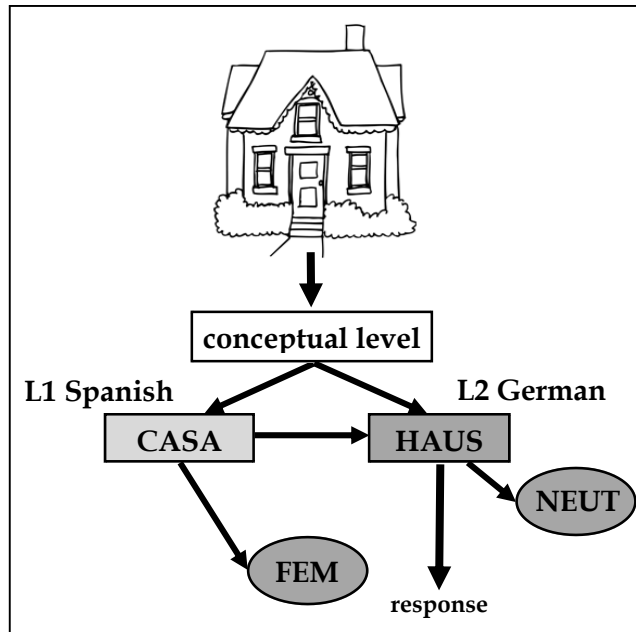 conceptual level
L1 Spanish
L2 German
CASA
HAUS
NEUT
FEM
response